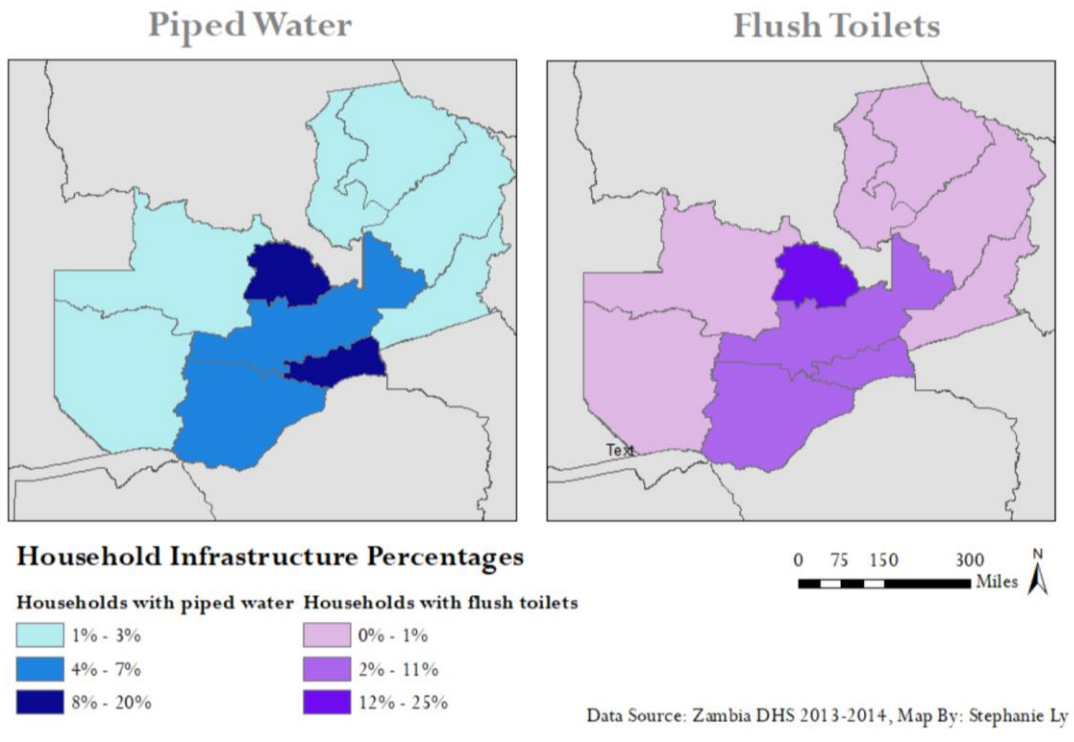 Piped Water
Flush Toilets
Text
Household Infrastructure Percentages
Households with piped water
1% - 3%
4% - 7%
8% - 20%
Households with flush toilets
0% - 1%
2% - 11%
12% - 25%
0 75 150 300
Miles
N
Data Source: Zambia DHS 2013-2014, Map By: Stephanie Ly